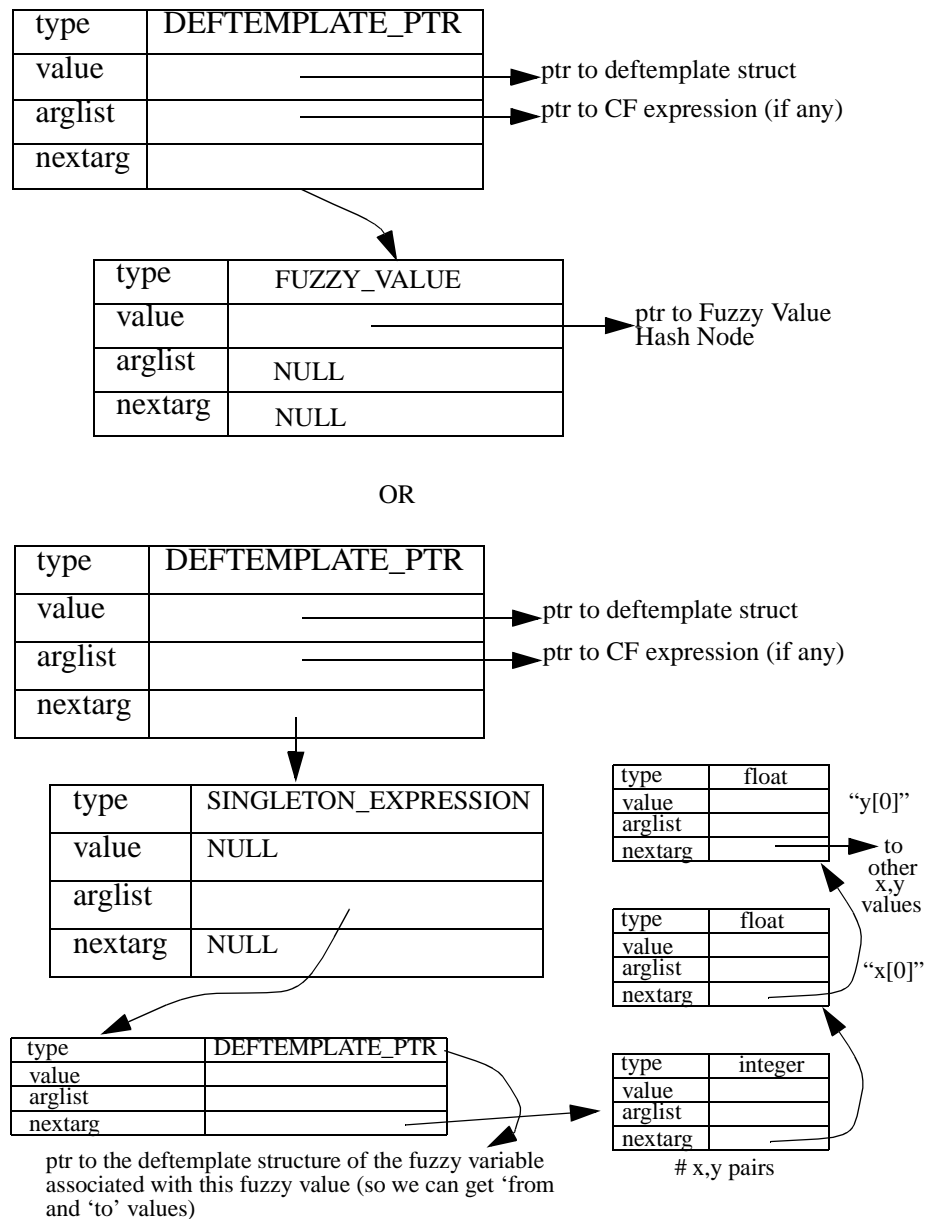 type DEFTEMPLATE_PTR
value
ptr to deftemplate struct
arglist
ptr to CF expression (if any)
nextarg
type FUZZY_VALUE
value
ptr to Fuzzy Value
Hash Node
arglist NULL
nextarg NULL
OR
type DEFTEMPLATE_PTR
value
ptr to deftemplate struct
arglist
ptr to CF expression (if any)
nextarg
type SINGLETON_EXPRESSION
value NULL
arglist
nextarg NULL
type float
value
arglist
nextarg
“y[0]”
to
other
x,y
values
type float
value
arglist
nextarg
“x[0]”
type DEFTEMPLATE_PTR
value
arglist
nextarg
type integer
value
arglist
nextarg
# x,y pairs
ptr to the deftemplate structure of the fuzzy variable
associated with this fuzzy value (so we can get ‘from
and ‘to’ values)